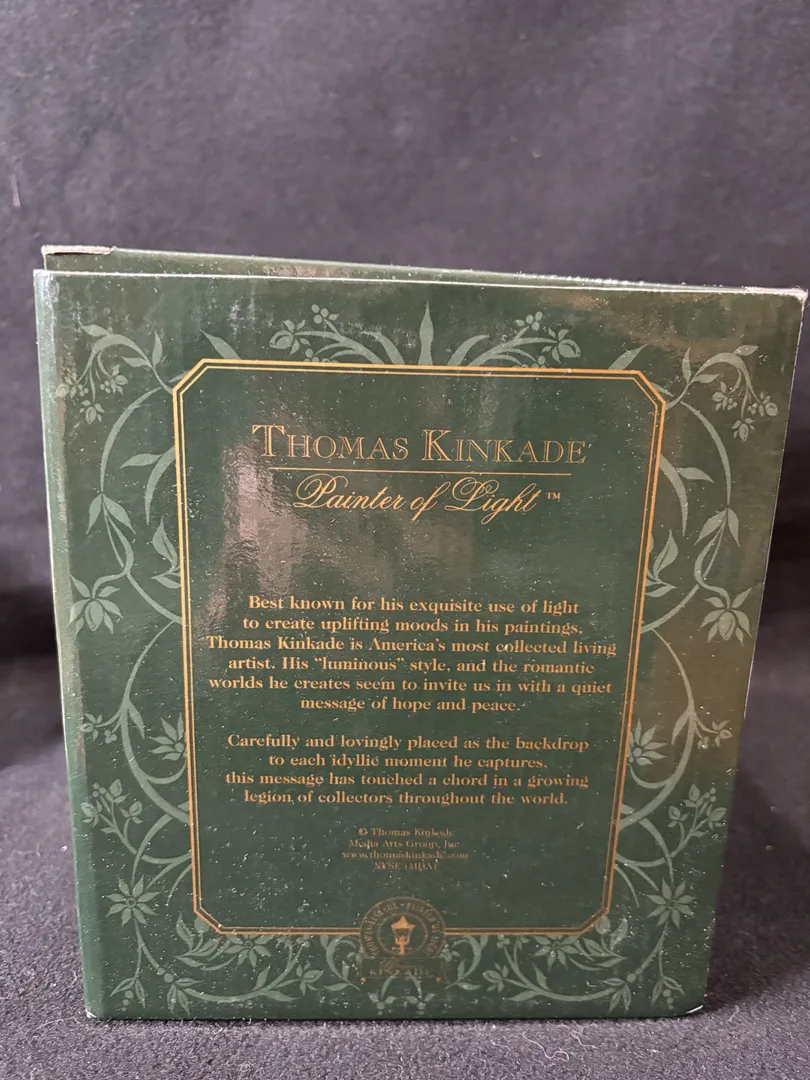 THOMAS KINKADE
Painter of Light™
Best known for his exquisite use of light
to create uplifting moods in his paintings,
Thomas Kinkade is America's most collected living
artist. His "luminous" style, and the romantic
worlds he creates seem to invite us in with a quiet
message of hope and peace.
Carefully and lovingly placed as the backdrop
to each idyllic moment he captures,
this message has touched a chord in a growing
legion of collectors throughout the world.
© Thomas Kinkade
Media Arts Group, Inc
www.thomaskinkade.com
KINKADE